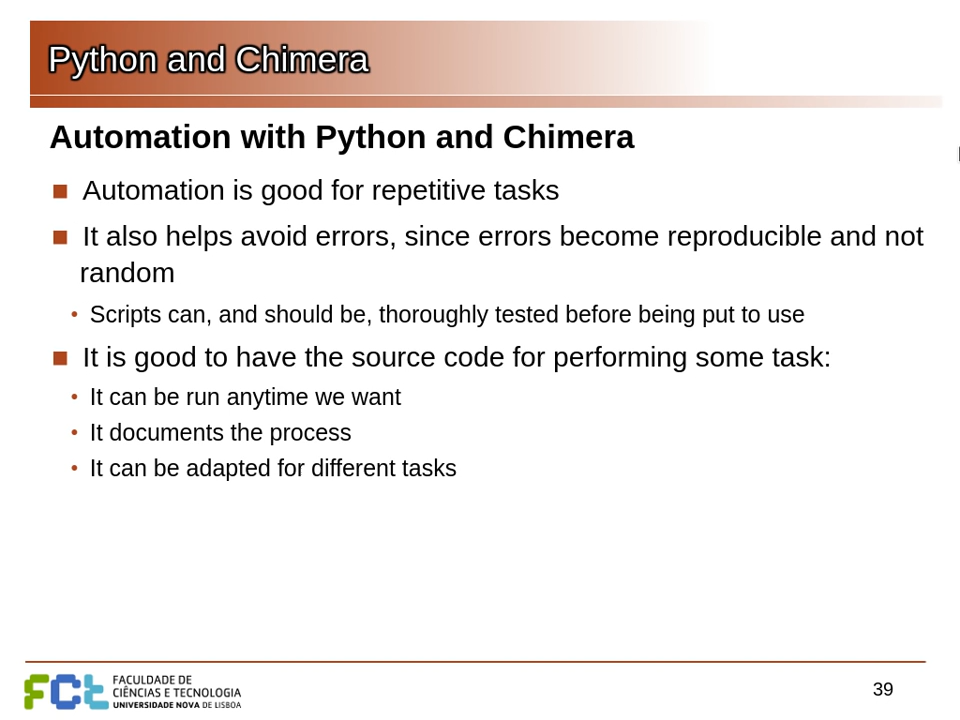 Python and Chimera
Automation with Python and Chimera
■ Automation is good for repetitive tasks
■ It also helps avoid errors, since errors become reproducible and not
random
• Scripts can, and should be, thoroughly tested before being put to use
■ It is good to have the source code for performing some task:
• It can be run anytime we want
• It documents the process
• It can be adapted for different tasks
FCt
FACULDADE DE
CIÊNCIAS E TECNOLOGIA
UNIVERSIDADE NOVA DE LISBOA
39